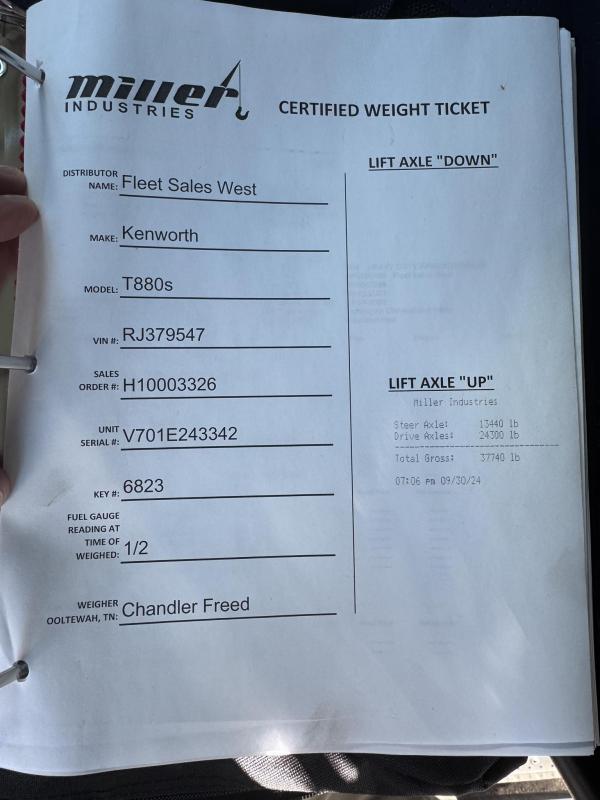 miller
INDUSTRIES
CERTIFIED WEIGHT TICKET
DISTRIBUTOR
NAME: Fleet Sales West
MAKE: Kenworth
MODEL: T880s
VIN #: RJ379547
SALES
ORDER #: H10003326
UNIT
SERIAL #: V701E243342
KEY #: 6823
FUEL GAUGE
READING AT
TIME OF
WEIGHED: 1/2
WEIGHER
OOLTEWAH, TN: Chandler Freed
LIFT AXLE "DOWN"
LIFT AXLE "UP"
Miller Industries
Steer Axle: 13440 lb
Drive Axles: 24300 lb
Total Gross: 37740 lb
07:06 pm 09/30/24